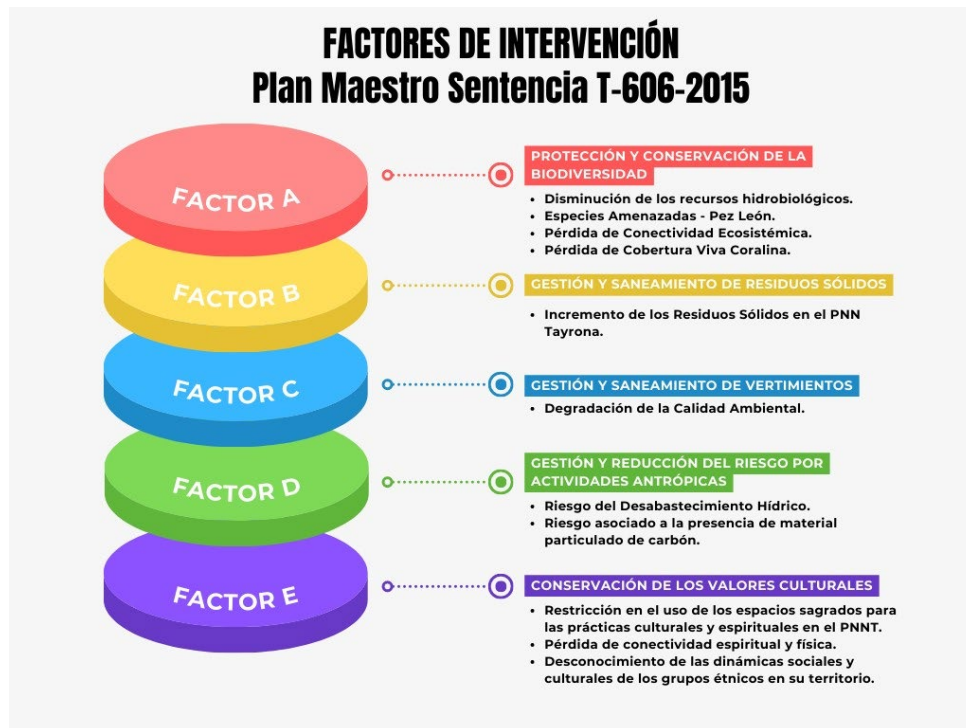 FACTORES DE INTERVENCIÓN
Plan Maestro Sentencia T-606-2015
FACTOR A
PROTECCIÓN Y CONSERVACIÓN DE LA
BIODIVERSIDAD
• Disminución de los recursos hidrobiológicos.
• Especies Amenazadas - Pez León.
• Pérdida de Conectividad Ecosistémica.
• Pérdida de Cobertura Viva Coralina.
FACTOR B
GESTIÓN Y SANEAMIENTO DE RESIDUOS SÓLIDOS
• Incremento de los Residuos Sólidos en el PNN
Tayrona.
FACTOR C
GESTIÓN Y SANEAMIENTO DE VERTIMIENTOS
• Degradación de la Calidad Ambiental.
FACTOR D
GESTIÓN Y REDUCCIÓN DEL RIESGO POR
ACTIVIDADES ANTRÓPICAS
• Riesgo del Desabastecimiento Hídrico.
• Riesgo asociado a la presencia de material
particulado de carbón.
FACTOR E
CONSERVACIÓN DE LOS VALORES CULTURALES
• Restricción en el uso de los espacios sagrados para
las prácticas culturales y espirituales en el PNNT.
• Pérdida de conectividad espiritual y física.
• Desconocimiento de las dinámicas sociales y
culturales de los grupos étnicos en su territorio.